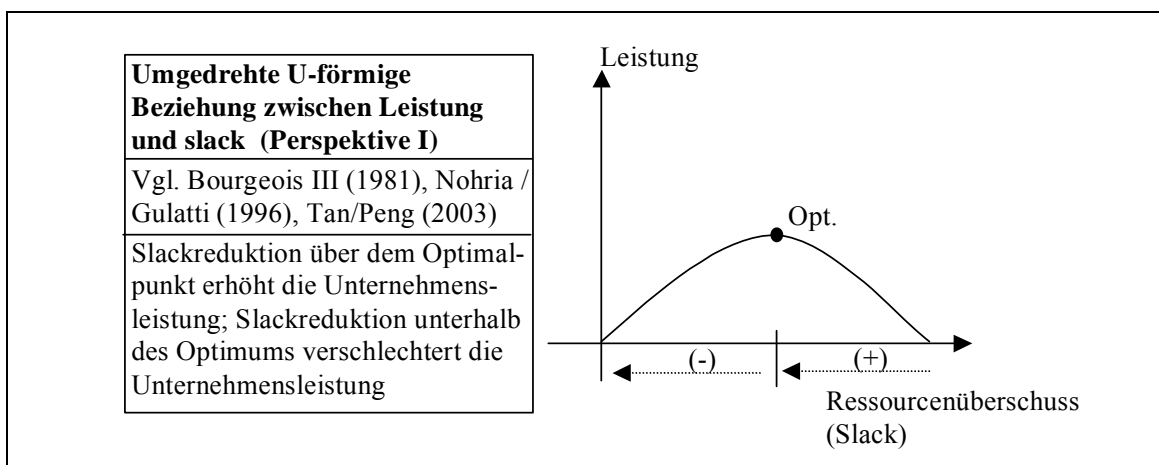 Umgedrehte U-förmige
Beziehung zwischen Leistung
und slack (Perspektive I)
Vgl. Bourgeois III (1981), Nohria /
Gulatti (1996), Tan/Peng (2003)
Slackreduktion über dem Optimal-
punkt erhöht die Unternehmens-
leistung; Slackreduktion unterhalb
des Optimums verschlechtert die
Unternehmensleistung
Leistung
Opt.
(-) (+)
Ressourcenüberschuss
(Slack)